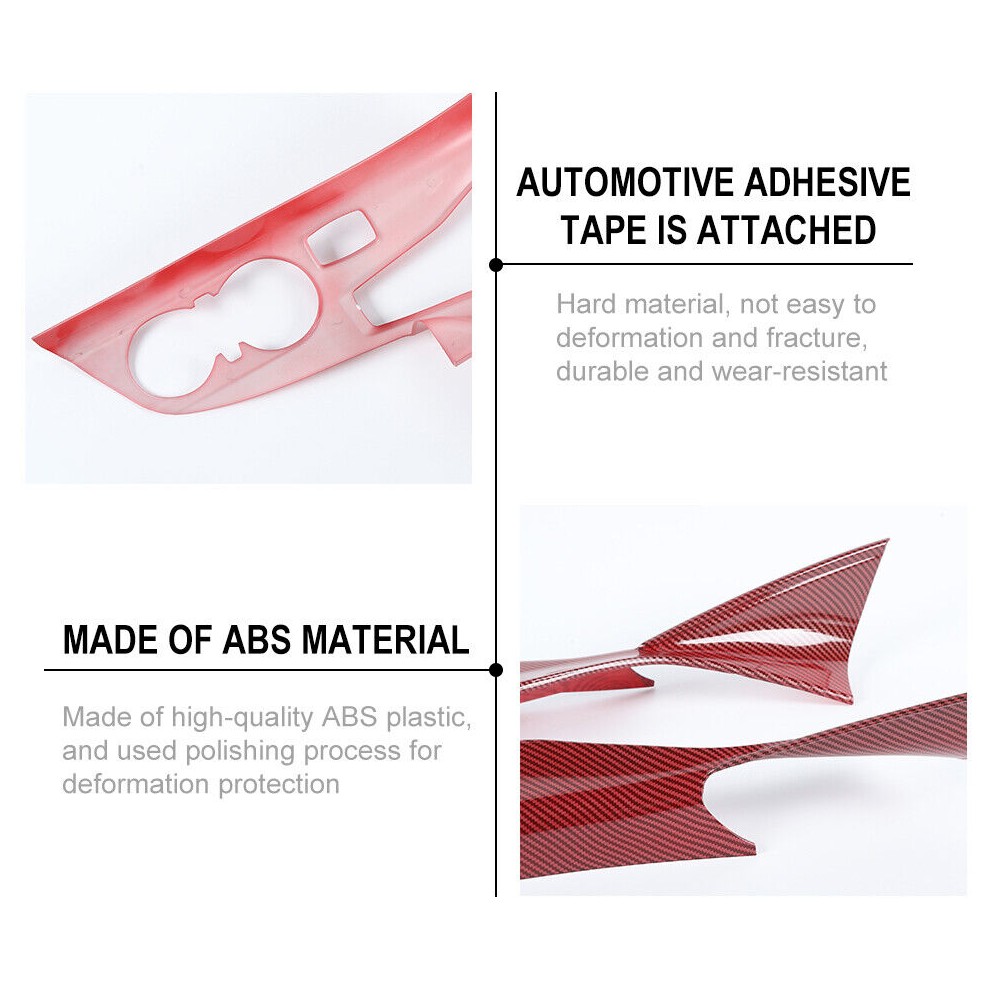 AUTOMOTIVE ADHESIVE
TAPE IS ATTACHED
Hard material, not easy to
deformation and fracture,
durable and wear-resistant
MADE OF ABS MATERIAL
Made of high-quality ABS plastic,
and used polishing process for
deformation protection